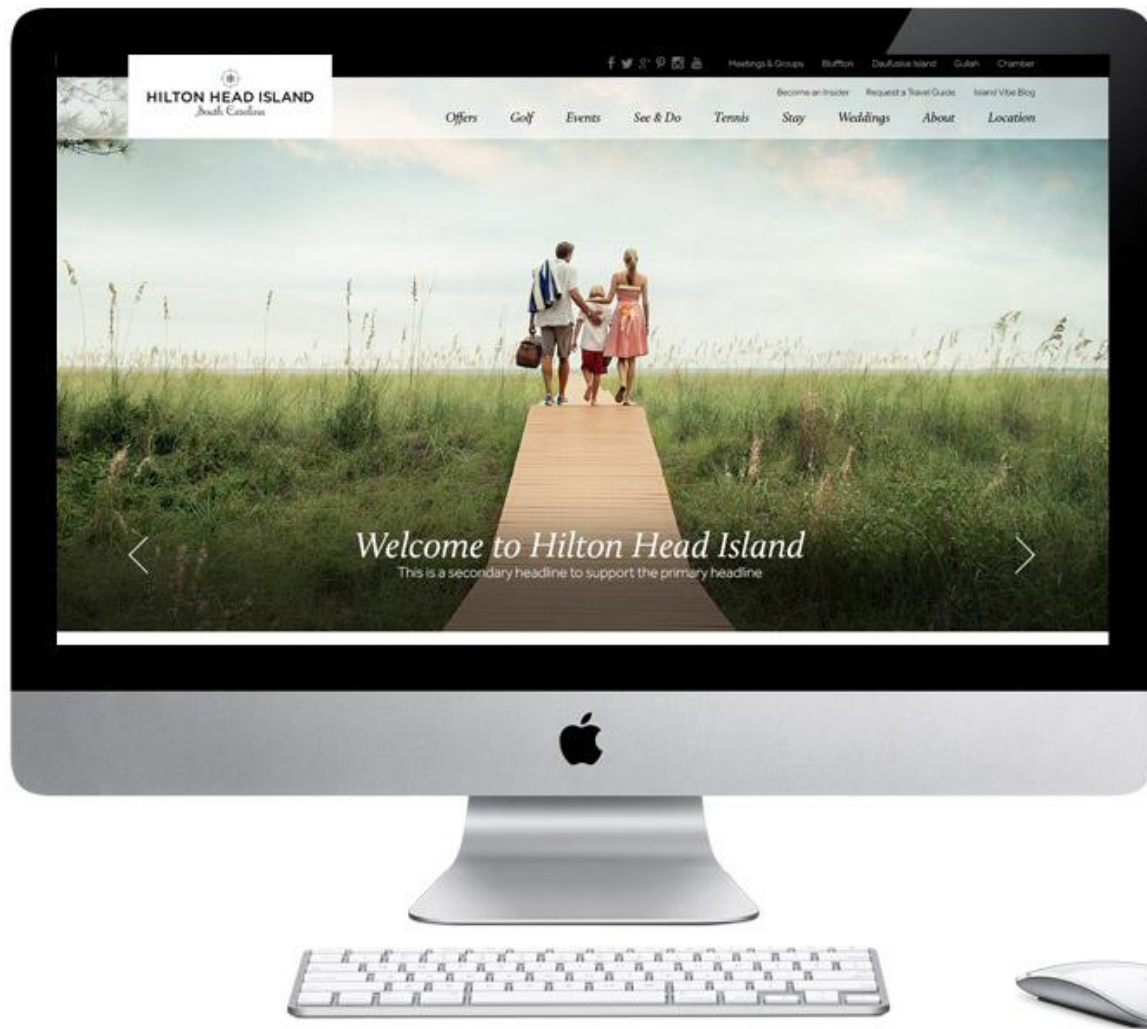 Meetings & Groups Bluffton Daufuskie Island Gullah Chamber
HILTON HEAD ISLAND
South Carolina
Become an Insider Request a Travel Guide Island Vibe Blog
Offers Golf Events See & Do Tennis Stay Weddings About Location
Welcome to Hilton Head Island
This is a secondary headline to support the primary headline